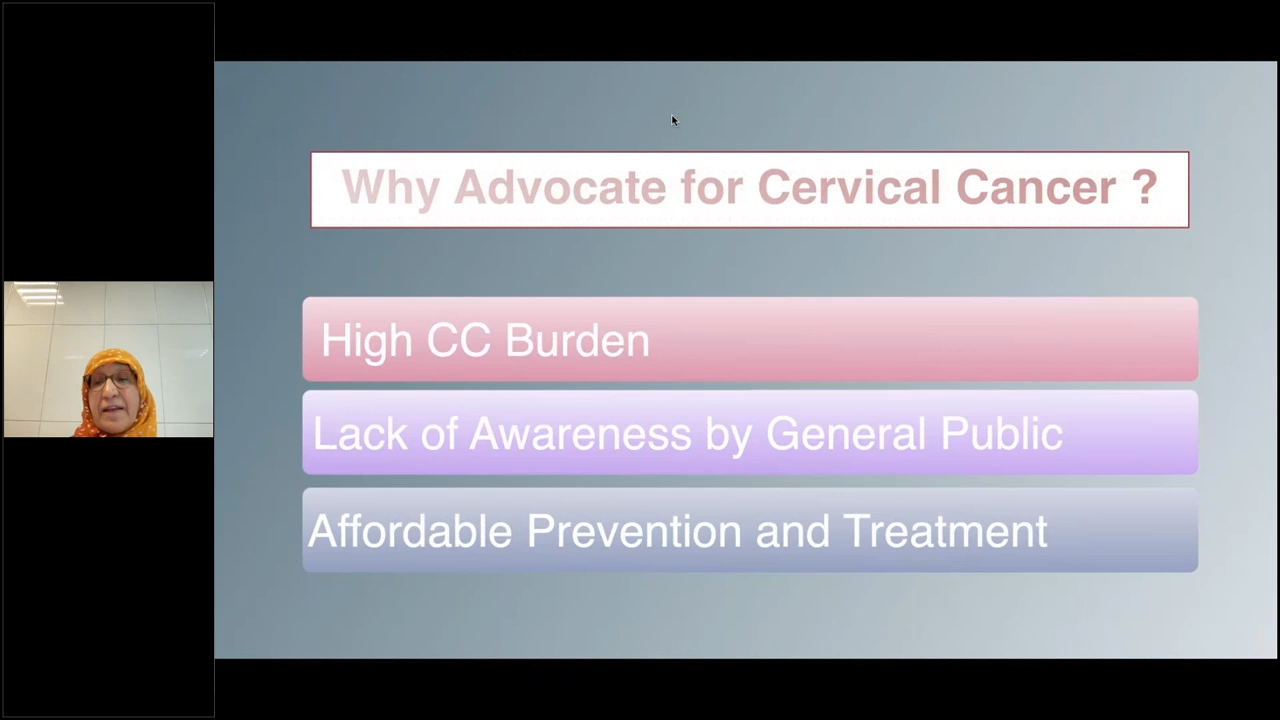 Why Advocate for Cervical Cancer ?
High CC Burden
Lack of Awareness by General Public
Affordable Prevention and Treatment